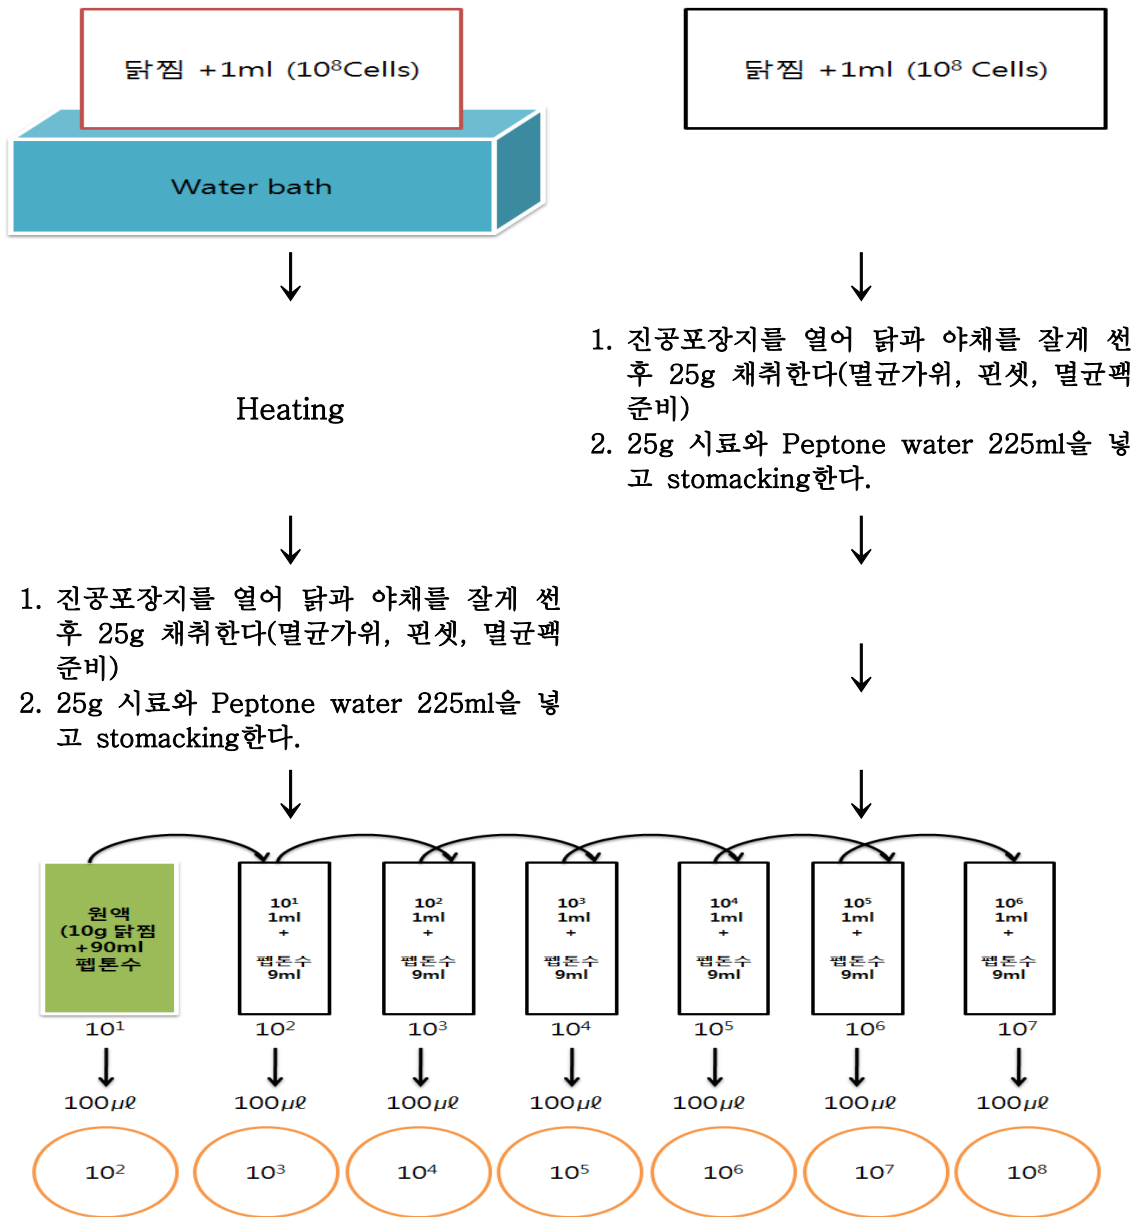 닭찜 +1ml (10⁸Cells)
Water bath
Heating
1. 진공포장지를 열어 닭과 야채를 잘게 썬
후 25g 채취한다(멸균가위, 핀셋, 멸균팩
준비)
2. 25g 시료와 Peptone water 225ml을 넣
고 stomacking한다.
닭찜 +1ml (10⁸ Cells)
1. 진공포장지를 열어 닭과 야채를 잘게 썬
후 25g 채취한다(멸균가위, 핀셋, 멸균팩
준비)
2. 25g 시료와 Peptone water 225ml을 넣
고 stomacking한다.
원액
(10g 닭찜
+90ml
펩톤수
10¹
1ml
+
펩톤수
9ml
10²
1ml
+
펩톤수
9ml
10³
1ml
+
펩톤수
9ml
10⁴
1ml
+
펩톤수
9ml
10⁵
1ml
+
펩톤수
9ml
10⁶
1ml
+
펩톤수
9ml
10¹ 10² 10³ 10⁴ 10⁵ 10⁶ 10⁷
100㎕ 100㎕ 100㎕ 100㎕ 100㎕ 100㎕ 100㎕
10² 10³ 10⁴ 10⁵ 10⁶ 10⁷ 10⁸